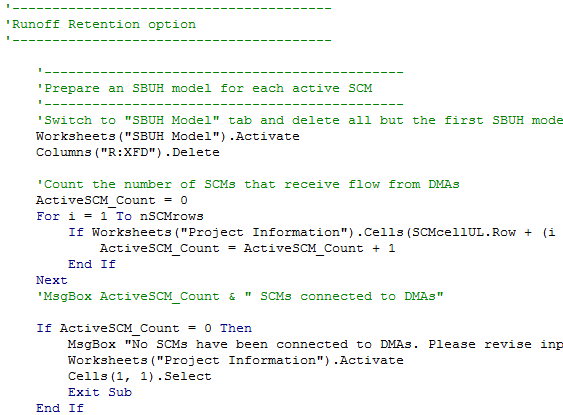 '----------------------------------------
'Runoff Retention option
'----------------------------------------
'---------------------------------------------
'Prepare an SBUH model for each active SCM
'---------------------------------------------
'Switch to "SBUH Model" tab and delete all but the first SBUH mode
Worksheets("SBUH Model").Activate
Columns("R:XFD").Delete
'Count the number of SCMs that receive flow from DMAs
ActiveSCM_Count = 0
For i = 1 To nSCMrows
If Worksheets("Project Information").Cells(SCMcellUL.Row + (i
ActiveSCM_Count = ActiveSCM_Count + 1
End If
Next
'MsgBox ActiveSCM_Count & " SCMs connected to DMAs"
If ActiveSCM_Count = 0 Then
MsgBox "No SCMs have been connected to DMAs. Please revise inp
Worksheets("Project Information").Activate
Cells(1, 1).Select
Exit Sub
End If